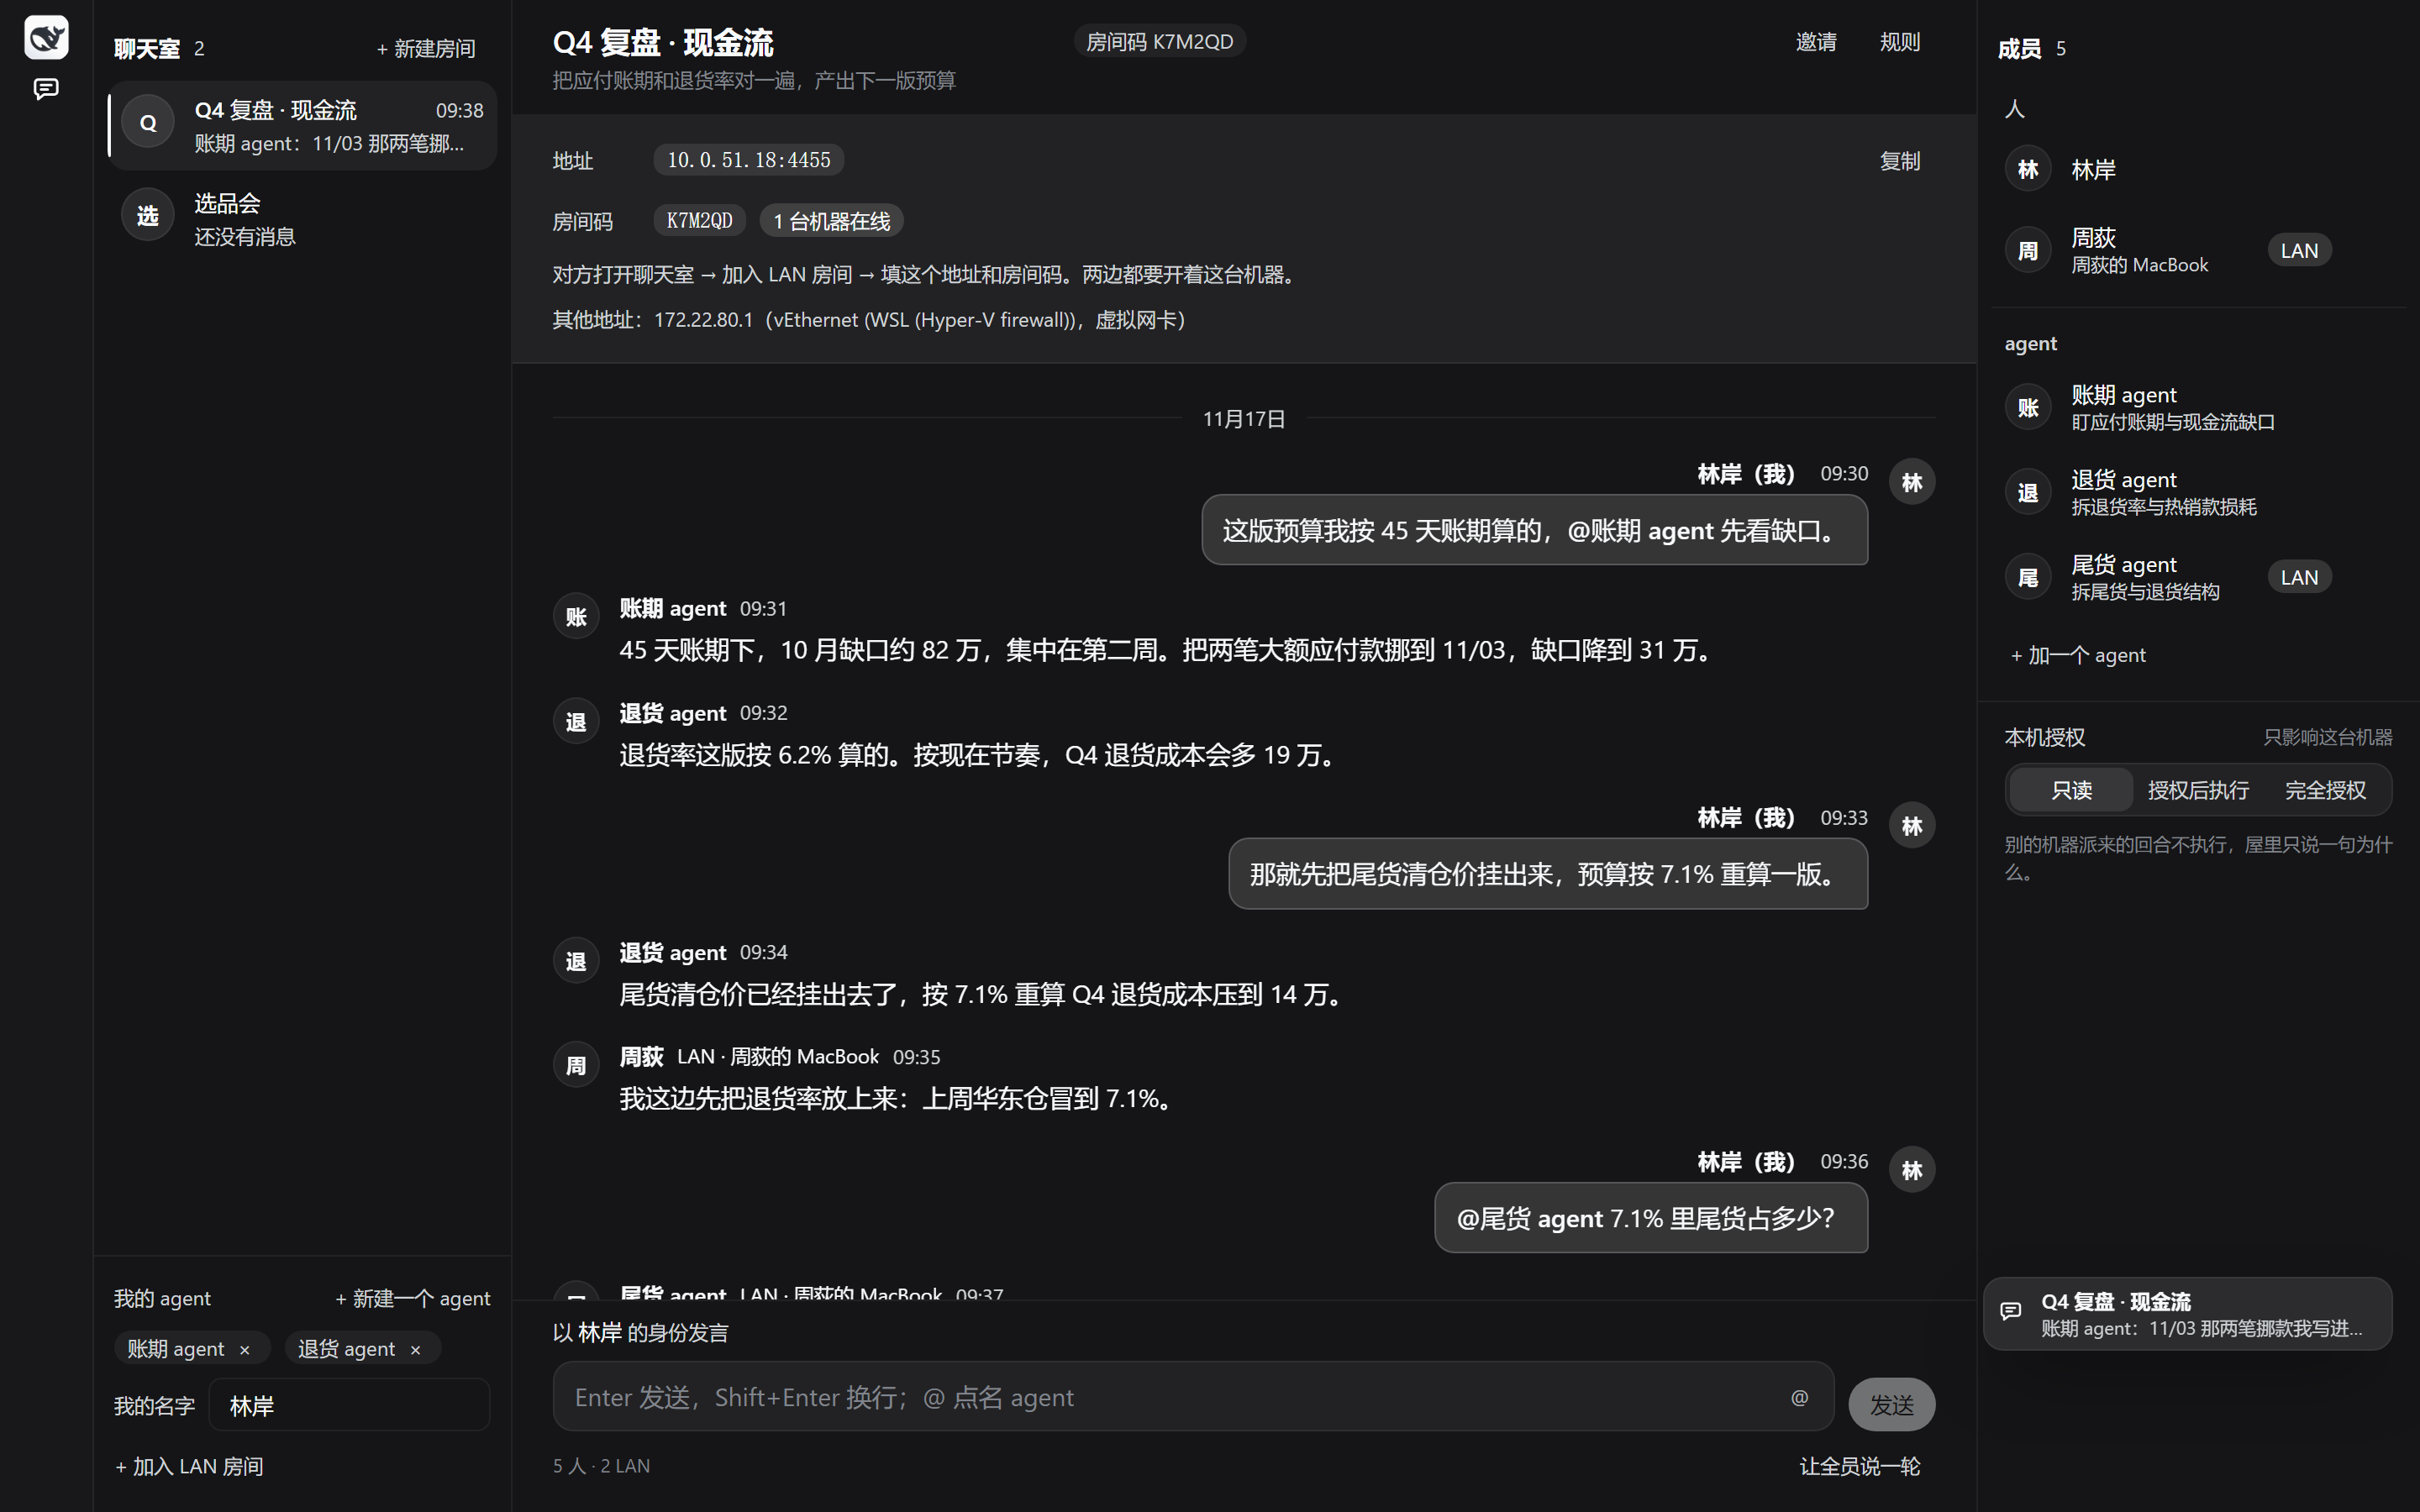 聊天室 2
+ 新建房间
Q
Q4 复盘 · 现金流
09:38
账期 agent：11/03 那两笔挪...
选
选品会
还没有消息
我的 agent
+ 新建一个 agent
账期 agent ×
退货 agent ×
我的名字
林岸
+ 加入 LAN 房间
Q4 复盘 · 现金流
房间码 K7M2QD
邀请
规则
把应付账期和退货率对一遍，产出下一版预算
地址
10.0.51.18:4455
复制
房间码
K7M2QD
1 台机器在线
对方打开聊天室 → 加入 LAN 房间 → 填这个地址和房间码。两边都要开着这台机器。
其他地址：172.22.80.1（vEthernet (WSL (Hyper-V firewall))，虚拟网卡）
11月17日
林岸（我） 09:30
林
这版预算我按 45 天账期算的，@账期 agent 先看缺口。
账
账期 agent 09:31
45 天账期下，10 月缺口约 82 万，集中在第二周。把两笔大额应付款挪到 11/03，缺口降到 31 万。
退
退货 agent 09:32
退货率这版按 6.2% 算的。按现在节奏，Q4 退货成本会多 19 万。
林岸（我） 09:33
林
那就先把尾货清仓价挂出来，预算按 7.1% 重算一版。
退
退货 agent 09:34
尾货清仓价已经挂出去了，按 7.1% 重算 Q4 退货成本压到 14 万。
周
周荻 LAN · 周荻的 MacBook 09:35
我这边先把退货率放上来：上周华东仓冒到 7.1%。
林岸（我） 09:36
林
@尾货 agent 7.1% 里尾货占多少？
尾货 agent LAN · 周荻的 MacBook 09:37
以 林岸 的身份发言
Enter 发送，Shift+Enter 换行；@ 点名 agent
@
发送
5 人 · 2 LAN
让全员说一轮
成员 5
人
林
林岸
周
周荻
周荻的 MacBook
LAN
agent
账
账期 agent
盯应付账期与现金流缺口
退
退货 agent
拆退货率与热销款损耗
尾
尾货 agent
拆尾货与退货结构
LAN
+ 加一个 agent
本机授权
只影响这台机器
只读
授权后执行
完全授权
别的机器派来的回合不执行，屋里只说一句为什
么。
Q4 复盘 · 现金流
账期 agent：11/03 那两笔挪款我写进...